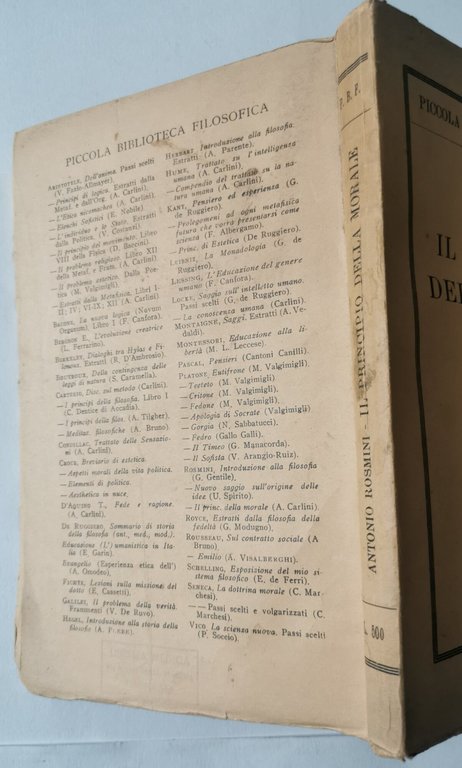 PICCOLA BIBLIOTECA FILOSOFICA
ARISTOTELE, Dell'anima. Passi scelti
(V. Fazio-Allmayer).
— Principi di logica. Estratti dalla
Metaf. e dall'Org. (A. Carlini).
— L'Etica nicomachea (A. Carlini).
— Elenchi Sofistici (E. Nobile).
— L'individuo e lo Stato. Estratti
dalla Politica. (V. Costanzi).
— Il principio del movimento. Libro
VIII della Fisica (O. Bacconi).
— Il problema religioso. Libro XII
della Metaf. e Fram. (A. Carlini)
— Il problema estetico. Dalla Poe-
tica (M. Valgimigli).
— Estratti dalla Metafisica. Libri I-
II; IV; VI-IX; XII (A. Carlini)
BACONE, La nuova logica (Novum
Organum). Libro I (F. Canfora).
BERGSON E., L'evoluzione creatrice
(L. Ferrarino).
BERKELEY, Dialoghi tra Hylas e Fi-
lonous. Estratti (R. D'Ambrosio).
BOUTROUX, Della contingenza delle
leggi di natura (S. Caramella).
CARTESIO, Disc. sul metodo (Carlini)
— I principi della filosofia. Libro I
(C. Dentice di Accadia).
— I principi della filos. (A. Tilgher).
— Meditaz. filosofiche (A. Bruno).
CONDILLAC, Trattato delle Sensazio-
ni (A. Carlini).
CROCE, Breviario di estetica.
— Aspetti morali della vita politica.
— Elementi di politica.
— Aesthetica in nuce.
D'AQUINO T., Fede e ragione.
(A. Carlini).
DE RUGGIERO, Sommario di storia
della filosofia (ant., med., mod.).
Educazione (L') umanistica in Ita-
lia (E. Garin).
Evangelio (Esperienza etica dell')
(A. Omodeo)
FICHTE, Lezioni sulla missione del
dotto (E. Cassetti).
GALILEI, Il problema della verità.
Frammenti (V. De Ruvo).
HEGEL, Introduzione alla storia della
filosofia (A. PLEBE).
HERBART, Introduzione alla filosofia.
Estratti (A. Parente).
HUME, Trattato su l'intelligenza
umana (A. Carlini).
— Compendio del trattato su la na-
tura umana (A. Carlini).
KANT, Pensiero ed esperienza (G.
de Ruggiero).
— Prolegomeni ad ogni metafisica
futura che vorrà presentarsi come
scienza (F. Albergamo).
— Princ. di Estetica (De Ruggiero).
LEIBNIZ, La Monadologia (G. de
Ruggiero).
LESSING, L'Educazione del genere
umano (F. Canfora).
LOCKE, Saggio sull'intelletto umano.
Passi scelti (G. de Ruggiero).
— La conoscenza umana (Carlini).
MONTAIGNE, Saggi. Estratti (A. Ve-
daldi).
MONTESSORI, Educazione alla li-
bertà (M. L. Leccese)
PASCAL, Pensieri (Cantoni Canilli)
PLATONE, Eutifrone (M. Valgimigli)
— Teeteto (M. Valgimigli)
— Critone (M. Valgimigli)
— Fedone (M. Valgimigli)
— Apologia di Socrate (Valgimigli)
— Gorgia (N. Sabbatucci).
— Fedro (Gallo Galli).
— Il Timeo (G. Manacorda).
— Il Sofista (V. Arangio-Ruiz).
ROSMINI, Introduzione alla filosofia
(G. Gentile)
— Nuovo saggio sull'origine delle
idee (U. Spirito).
— Il princ. della morale (A. Carlini).
ROYCE, Estratti dalla filosofia della
fedeltà (G. Modugno).
ROUSSEAU, Sul contratto sociale (A
Bruno)
— Emilio (A. VISALBERGHI).
SCHELLING, Esposizione del mio si-
stema filosofico (E. de Ferri).
SENECA, La dottrina morale (C. Mar-
chesi).
— — Passi scelti e volgarizzati (C.
Marchesi).
VICO La scienza nuova. Passi scelti
(P. Soccio).
P. B. F.
ANTONIO ROSMINI - IL PRINCIPIO DELLA MORALE
800
PICCOLA
IL
DEL